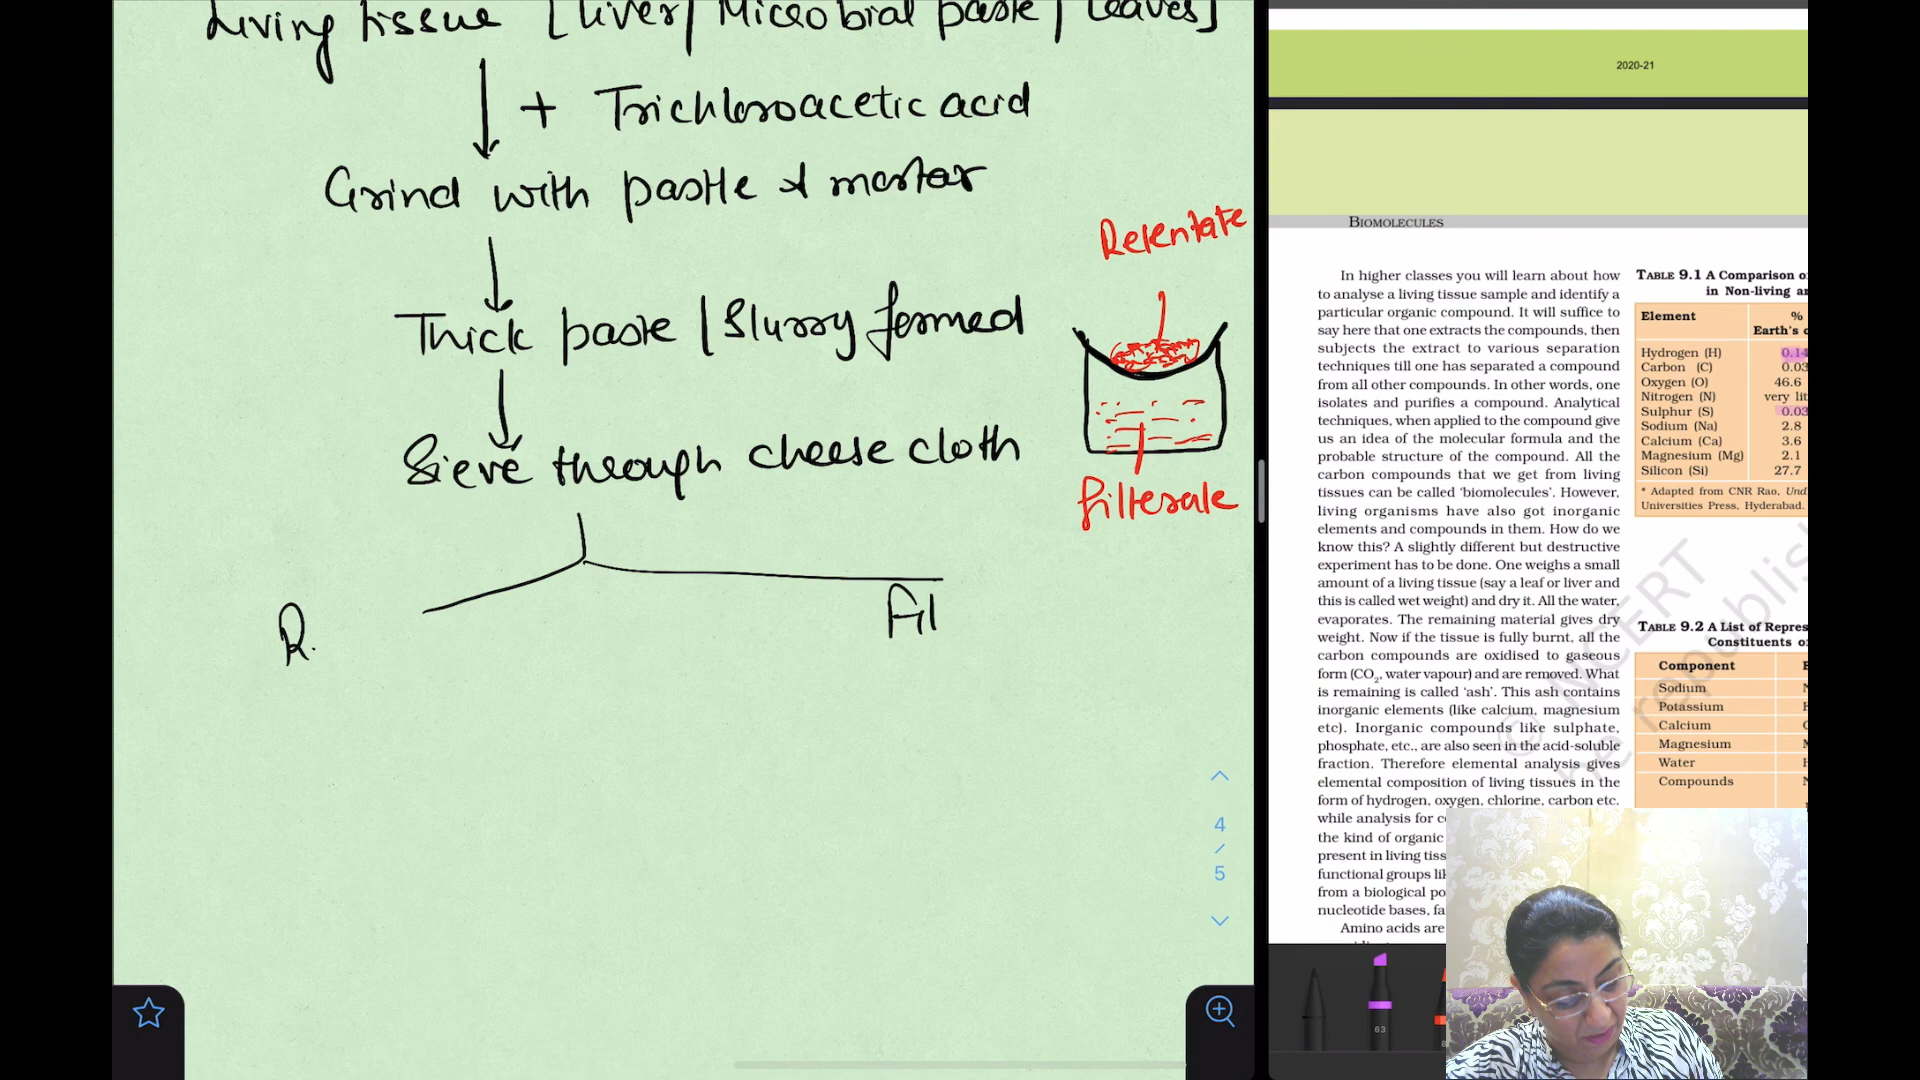 Living tissue [Liver/ Microbial paste / Leaves]
+ Trichloroacetic acid
Grind with pastle & mortar
Thick paste / Slurry formed
Sieve through cheese cloth
R.
Fil
Retentate
filterate
4
/
5
2020-21
BIOMOLECULES
In higher classes you will learn about how
to analyse a living tissue sample and identify a
particular organic compound. It will suffice to
say here that one extracts the compounds, then
subjects the extract to various separation
techniques till one has separated a compound
from all other compounds. In other words, one
isolates and purifies a compound. Analytical
techniques, when applied to the compound give
us an idea of the molecular formula and the
probable structure of the compound. All the
carbon compounds that we get from living
tissues can be called ‘biomolecules’. However,
living organisms have also got inorganic
elements and compounds in them. How do we
know this? A slightly different but destructive
experiment has to be done. One weighs a small
amount of a living tissue (say a leaf or liver and
this is called wet weight) and dry it. All the water,
evaporates. The remaining material gives dry
weight. Now if the tissue is fully burnt, all the
carbon compounds are oxidised to gaseous
form (CO2, water vapour) and are removed. What
is remaining is called ‘ash’. This ash contains
inorganic elements (like calcium, magnesium
etc). Inorganic compounds like sulphate,
phosphate, etc., are also seen in the acid-soluble
fraction. Therefore elemental analysis gives
elemental composition of living tissues in the
form of hydrogen, oxygen, chlorine, carbon etc.
while analysis for
the kind of organic
present in living
functional groups
from a biological
nucleotide bases,
Amino acids are
TABLE 9.1 A Comparison
in Non-living
Element %
Earth's
Hydrogen (H) 0.14
Carbon (C) 0.03
Oxygen (O) 46.6
Nitrogen (N) very
Sulphur (S) 0.03
Sodium (Na) 2.8
Calcium (Ca) 3.6
Magnesium (Mg) 2.1
Silicon (Si) 27.7
* Adapted from CNR Rao,
Universities Press, Hyderabad.
TABLE 9.2 A List of
Constituents
Component
Sodium
Potassium
Calcium
Magnesium
Water
Compounds
© NCERT
be
63